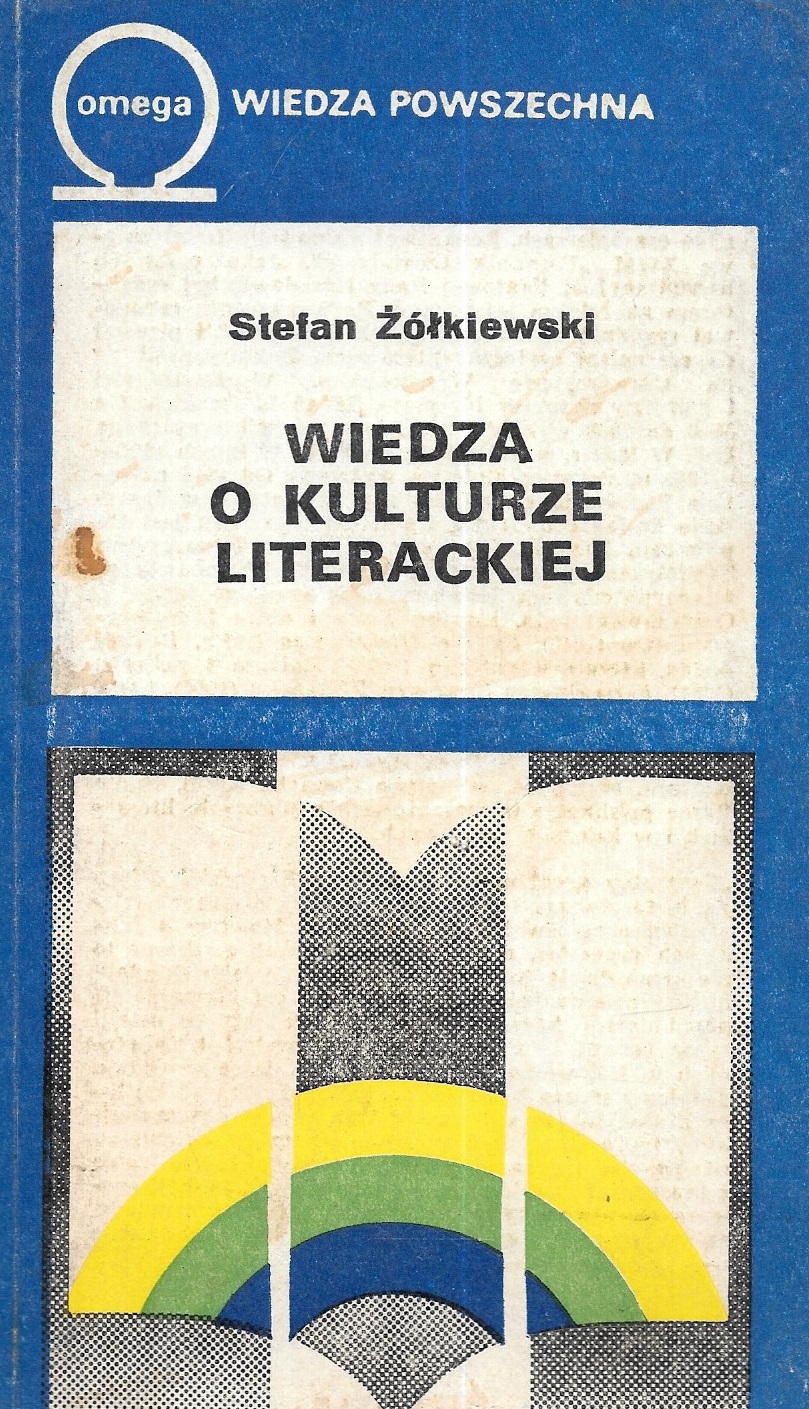 omega WIEDZA POWSZECHNA
Stefan Żółkiewski
WIEDZA
O KULTURZE
LITERACKIEJ